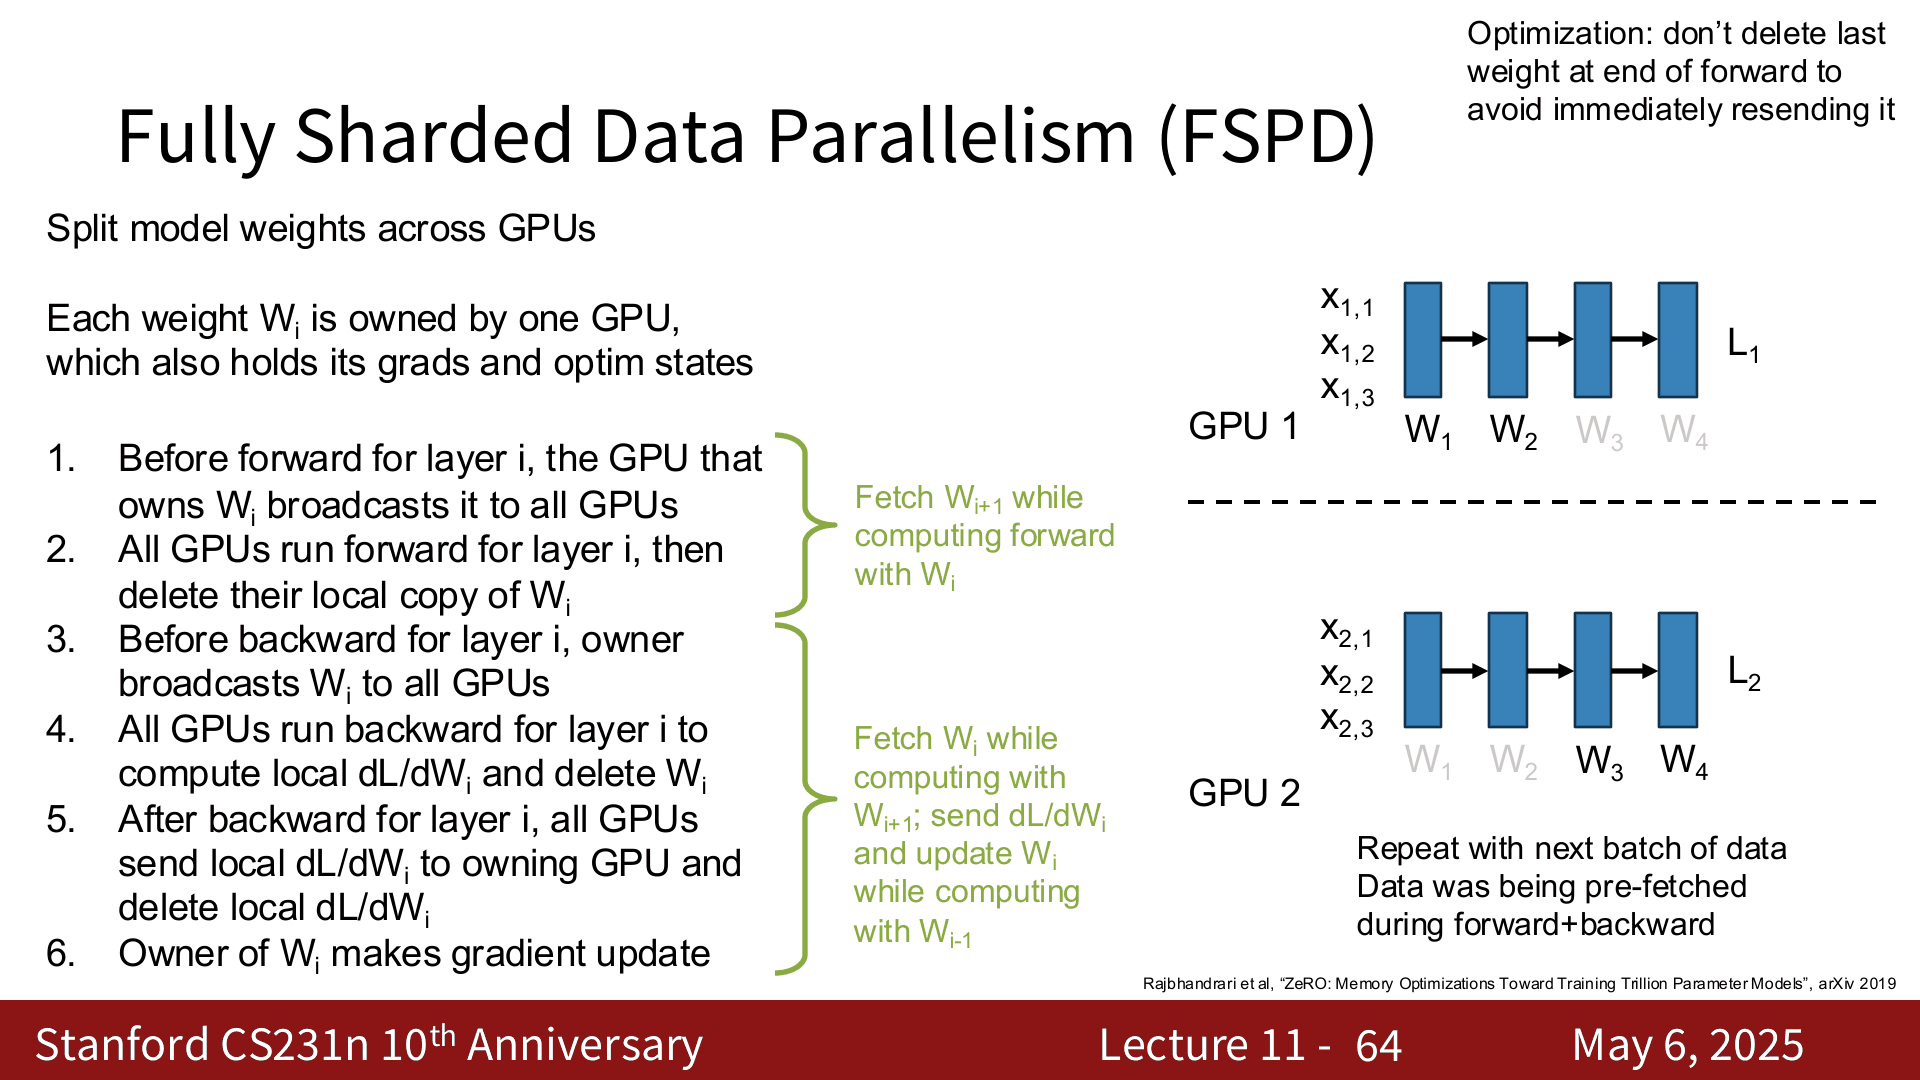 Optimization: don’t delete last
weight at end of forward to
avoid immediately resending it
Fully Sharded Data Parallelism (FSPD)
Split model weights across GPUs
Each weight Wi is owned by one GPU,
which also holds its grads and optim states
1. Before forward for layer i, the GPU that
owns Wi broadcasts it to all GPUs
2. All GPUs run forward for layer i, then
delete their local copy of Wi
3. Before backward for layer i, owner
broadcasts Wi to all GPUs
4. All GPUs run backward for layer i to
compute local dL/dWi and delete Wi
5. After backward for layer i, all GPUs
send local dL/dWi to owning GPU and
delete local dL/dWi
6. Owner of Wi makes gradient update
Fetch Wi+1 while
computing forward
with Wi
Fetch Wi while
computing with
Wi+1; send dL/dWi
and update Wi
while computing
with Wi-1
x1,1
x1,2
x1,3
L1
GPU 1
W1 W2 W3 W4
x2,1
x2,2
x2,3
L2
W1 W2 W3 W4
GPU 2
Repeat with next batch of data
Data was being pre-fetched
during forward+backward
Rajbhandrari et al, “ZeRO: Memory Optimizations Toward Training Trillion Parameter Models”, arXiv 2019
Stanford CS231n 10th Anniversary
Lecture 11 - 64
May 6, 2025